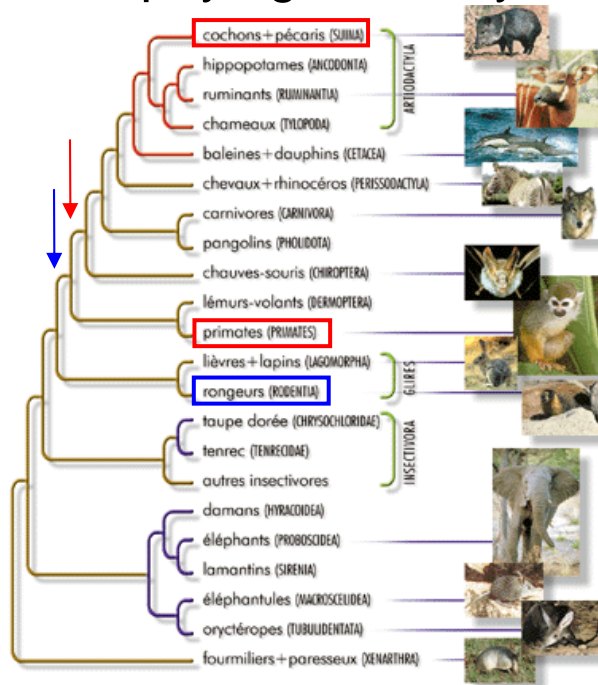 cochons+pécaris (SUINA)
hippopotames (ANCODONTA)
ruminants (RUMINANTIA)
chameaux (TYLOPODA)
ARTIODACTYLA
baleines+dauphins (CETACEA)
chevaux+rhinocéros (PERISSODACTYLA)
carnivores (CARNIVORA)
pangolins (PHOLIDOTA)
chauves-souris (CHIROPTERA)
lémurs-volants (DERMOPTERA)
primates (PRIMATES)
lièvres+lapins (LAGOMORPHA)
rongeurs (RODENTIA)
GLIRES
taupe dorée (CHRYSOCHLORIDAE)
tenrec (TENRECIDAE)
autres insectivores
INSECTIVORA
damans (HYRACOIDEA)
éléphants (PROBOSCIDEA)
lamantins (SIRENIA)
éléphantules (MACROSCELIDEA)
oryctéropes (TUBULIDENTATA)
fourmiliers+paresseux (XENARTHRA)